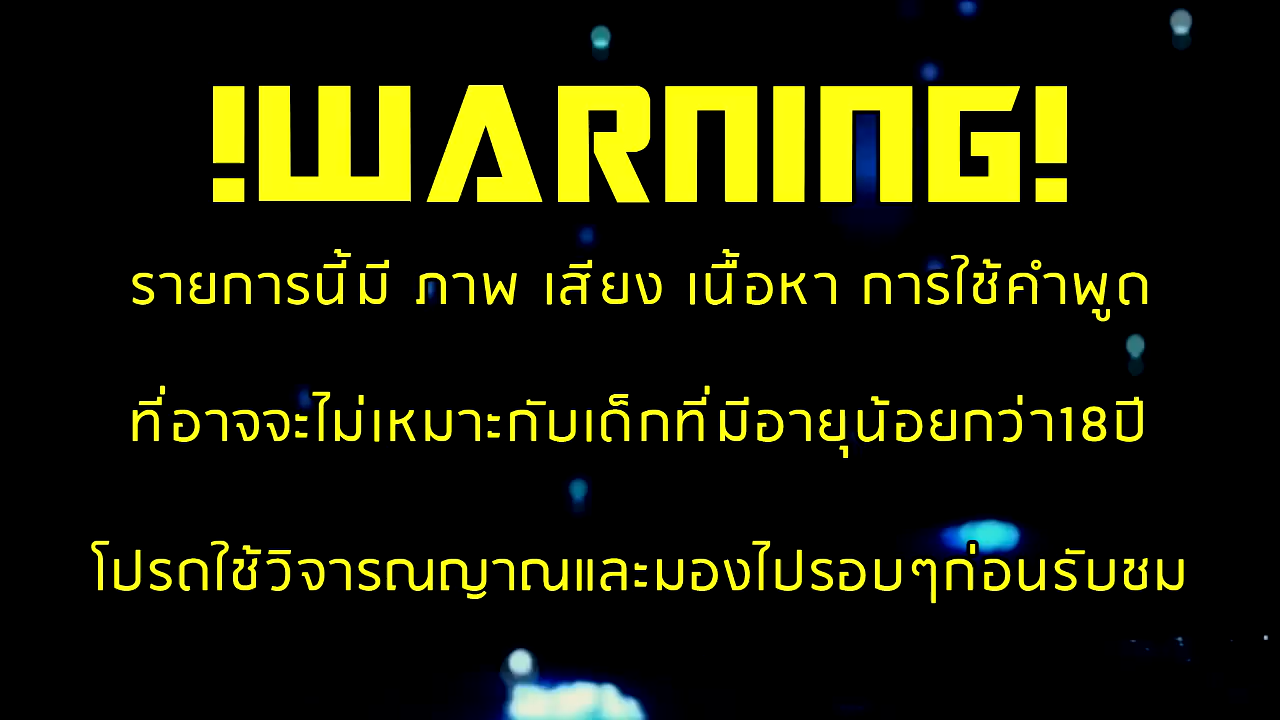 !WARNING!
รายการนี้มี ภาพ เสียง เนื้อหา การใช้คำพูด
ที่อาจจะไม่เหมาะกับเด็กที่มีอายุน้อยกว่า18ปี
โปรดใช้วิจารณญาณและมองไปรอบๆก่อนรับชม